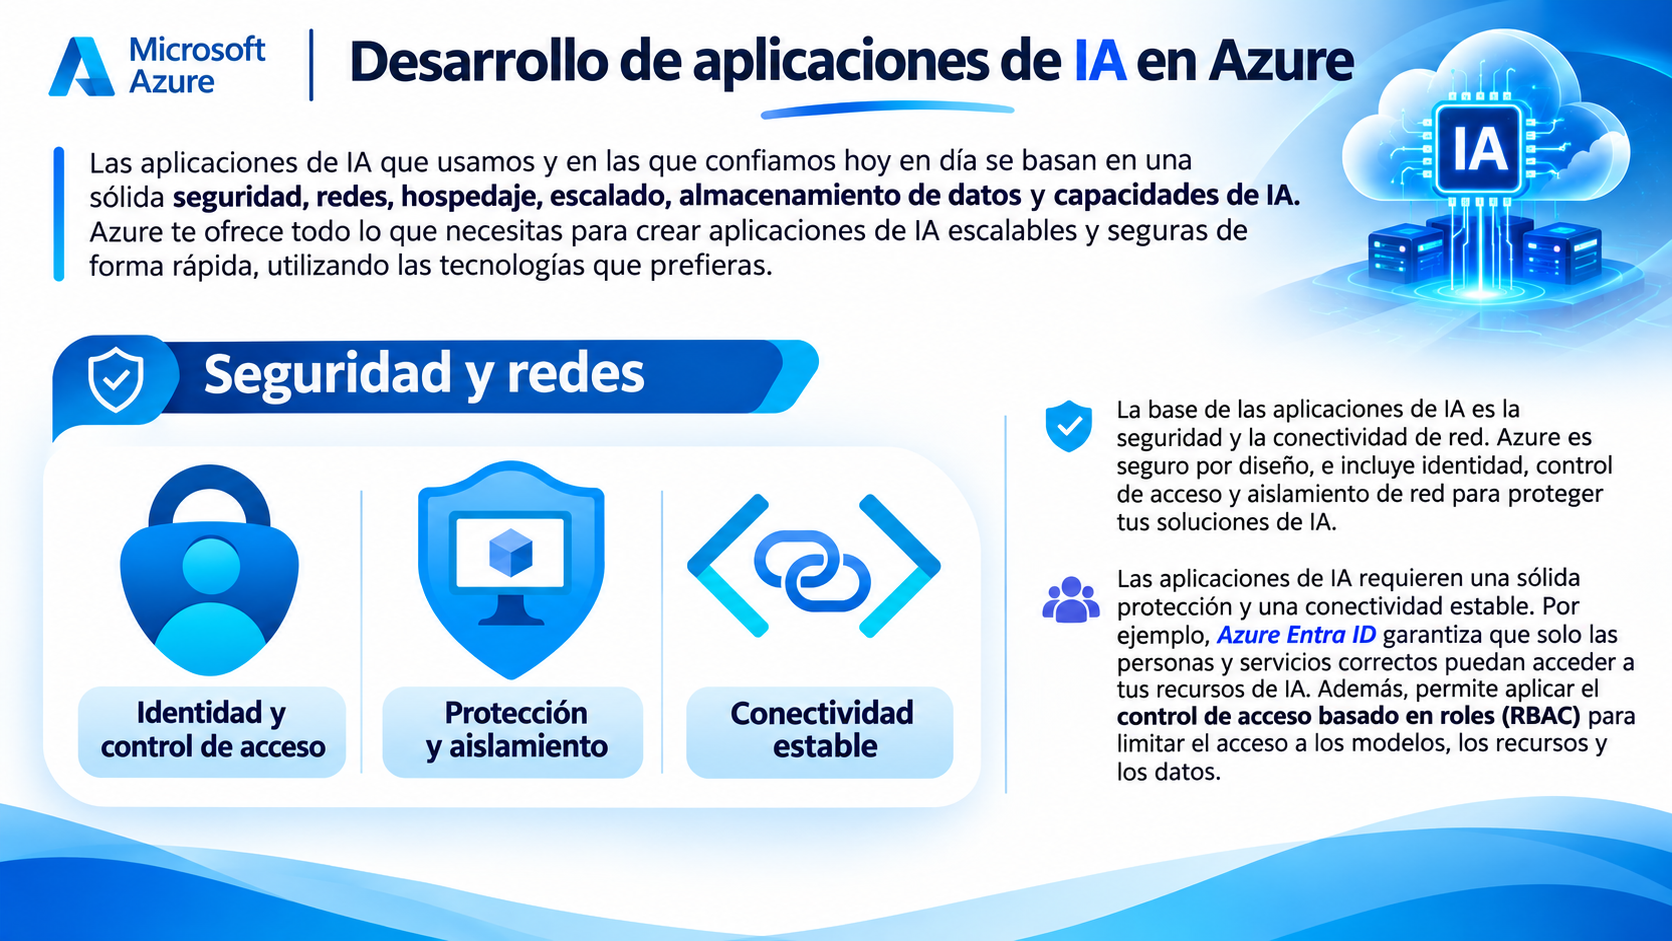 Microsoft
Azure
Desarrollo de aplicaciones de IA en Azure
IA
Las aplicaciones de IA que usamos y en las que confiamos hoy en día se basan en una
sólida seguridad, redes, hospedaje, escalado, almacenamiento de datos y capacidades de IA.
Azure te ofrece todo lo que necesitas para crear aplicaciones de IA escalables y seguras de
forma rápida, utilizando las tecnologías que prefieras.
Seguridad y redes
Identidad y
control de acceso
Protección
y aislamiento
Conectividad
estable
La base de las aplicaciones de IA es la
seguridad y la conectividad de red. Azure es
seguro por diseño, e incluye identidad, control
de acceso y aislamiento de red para proteger
tus soluciones de IA.
Las aplicaciones de IA requieren una sólida
protección y una conectividad estable. Por
ejemplo, Azure Entra ID garantiza que solo las
personas y servicios correctos puedan acceder a
tus recursos de IA. Además, permite aplicar el
control de acceso basado en roles (RBAC) para
limitar el acceso a los modelos, los recursos y
los datos.